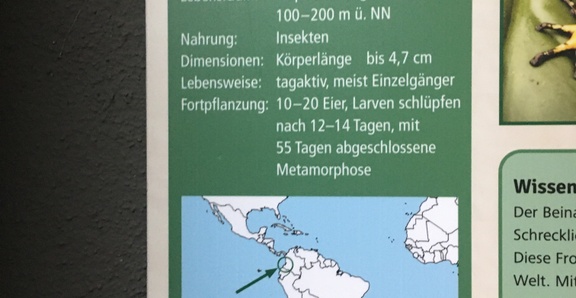 100–200 m ü. NN
Nahrung: Insekten
Dimensionen: Körperlänge bis 4,7 cm
Lebensweise: tagaktiv, meist Einzelgänger
Fortpflanzung: 10–20 Eier, Larven schlüpfen
nach 12–14 Tagen, mit
55 Tagen abgeschlossene
Metamorphose
Wissen
Der Beina
Schreckli
Diese Fro
Welt. Mi